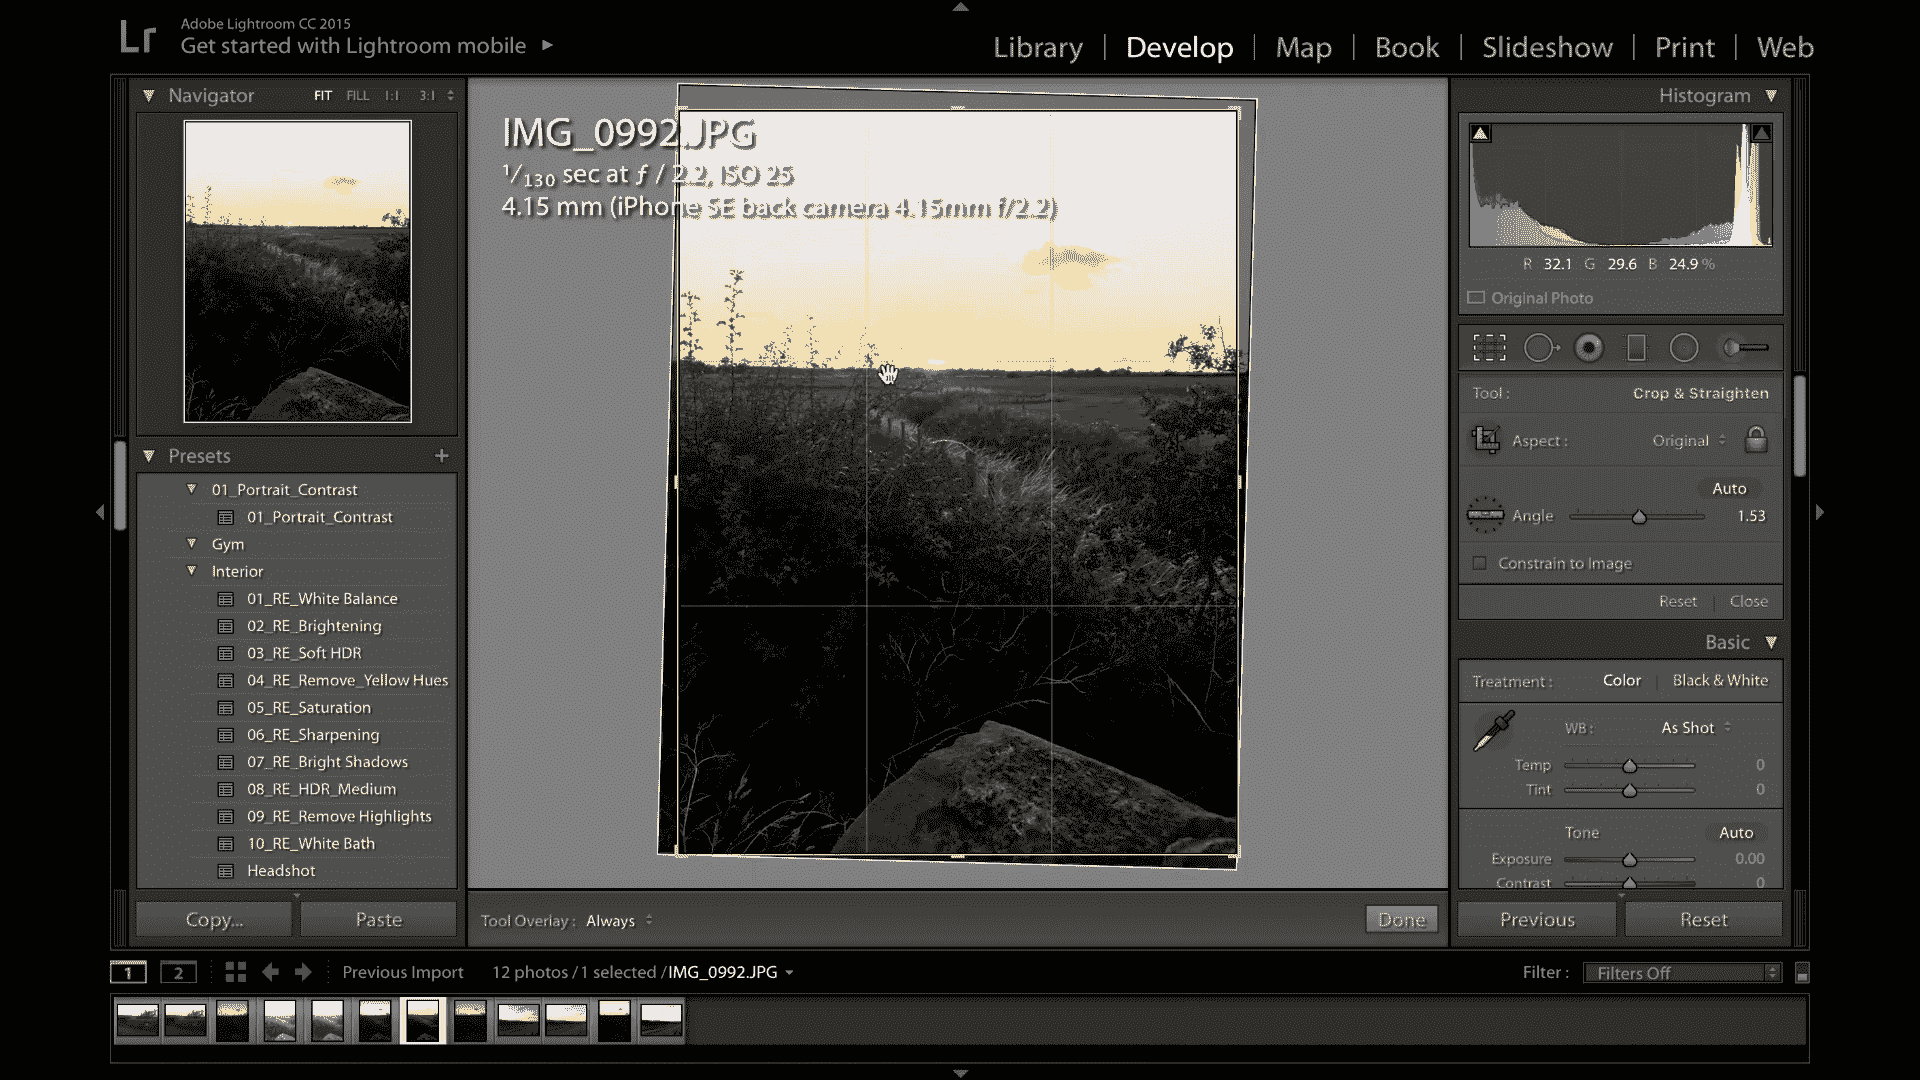 Lr
Adobe Lightroom CC 2015
Get started with Lightroom mobile
Library
Develop
Map
Book
Slideshow
Print
Web
Navigator
FIT
FILL
1:1
3:1
Presets
01_Portrait_Contrast
01_Portrait_Contrast
Gym
Interior
01_RE_White Balance
02_RE_Brightening
03_RE_Soft HDR
04_RE_Remove_Yellow Hues
05_RE_Saturation
06_RE_Sharpening
07_RE_Bright Shadows
08_RE_HDR_Medium
09_RE_Remove Highlights
10_RE_White Bath
Headshot
Copy...
Paste
IMG_0992.JPG
1/130 sec at ƒ / 2.2, ISO 25
4.15 mm (iPhone SE back camera 4.15mm f/2.2)
Tool Overlay : Always
Done
Histogram
R 32.1 G 29.6 B 24.9 %
Original Photo
Tool : Crop & Straighten
Aspect : Original
Auto
Angle 1.53
Constrain to Image
Reset
Close
Basic
Treatment : Color Black & White
WB : As Shot
Temp 0
Tint 0
Tone Auto
Exposure 0.00
Contrast 0
Previous
Reset
1
2
Previous Import
12 photos / 1 selected / IMG_0992.JPG
Filter : Filters Off